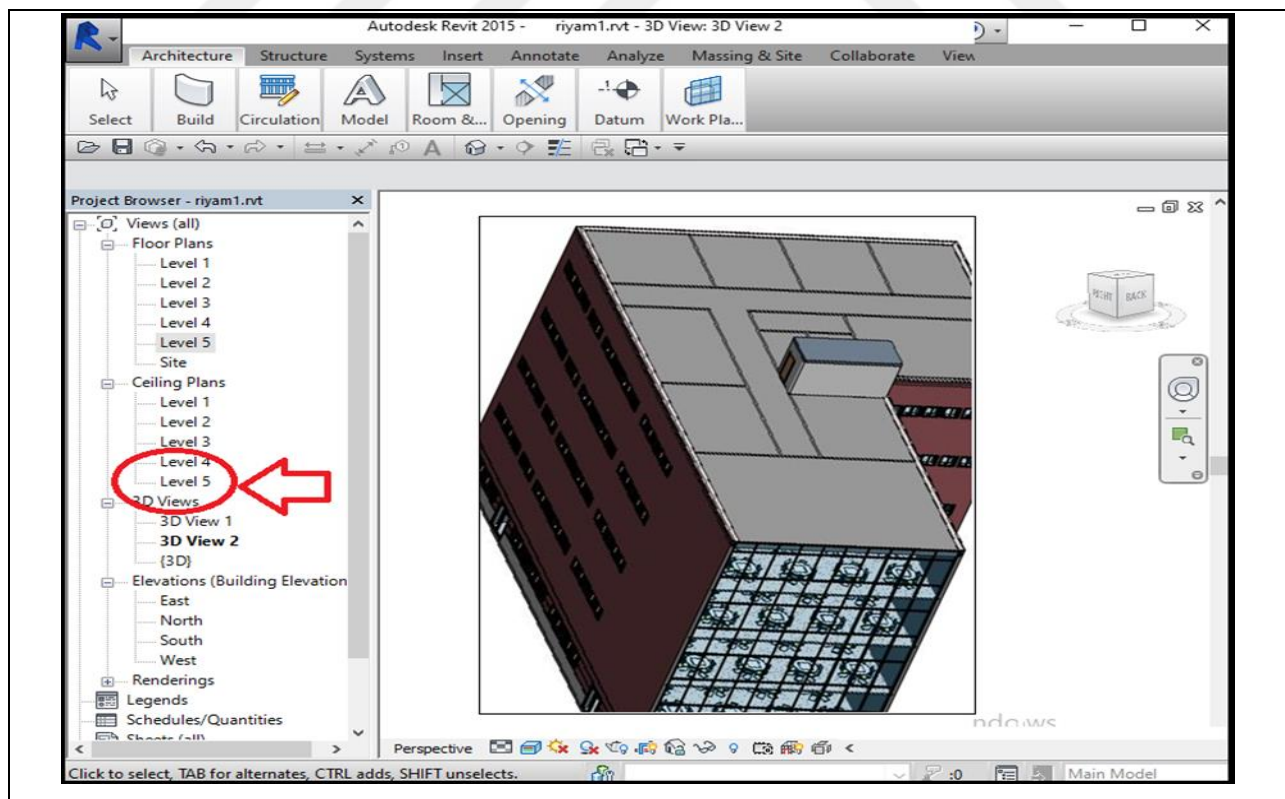 Autodesk Revit 2015 - riyam1.rvt - 3D View: 3D View 2
Architecture Structure Systems Insert Annotate Analyze Massing & Site Collaborate View
Select Build Circulation Model Room &... Opening Datum Work Pla...
Project Browser - riyam1.rvt
Views (all)
Floor Plans
Level 1
Level 2
Level 3
Level 4
Level 5
Site
Ceiling Plans
Level 1
Level 2
Level 3
Level 4
Level 5
3D Views
3D View 1
3D View 2
{3D}
Elevations (Building Elevation
East
North
South
West
Renderings
Legends
Schedules/Quantities
Sheets (all)
RIGHT BACK
Perspective
Click to select, TAB for alternates, CTRL adds, SHIFT unselects.
:0
Main Model